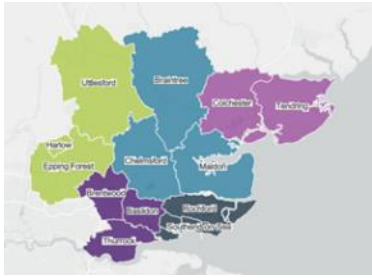 Uttlesford
Braintree
Colchester
Tendring
Harlow
Epping Forest
Chelmsford
Maldon
Brentwood
Basildon
Rochford
Southend-on-Sea
Thurrock